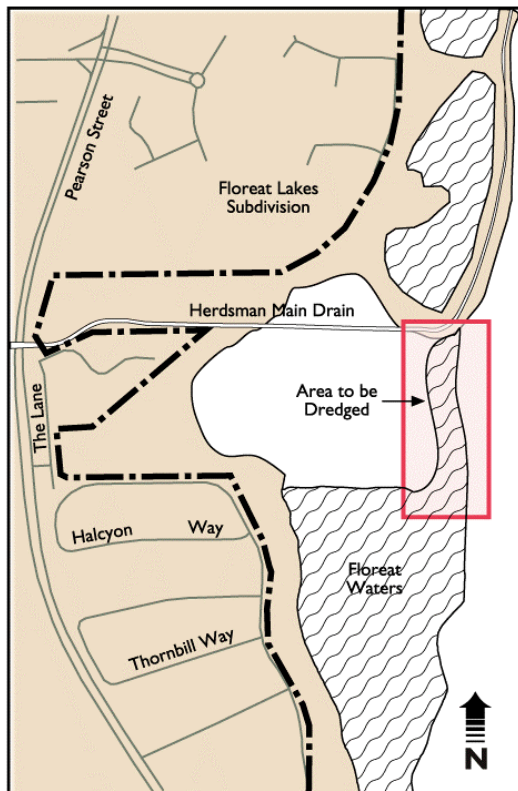 Pearson Street
Floreat Lakes
Subdivision
Herdsman Main Drain
Area to be
Dredged
The Lane
Halcyon Way
Floreat
Waters
Thornbill Way
N